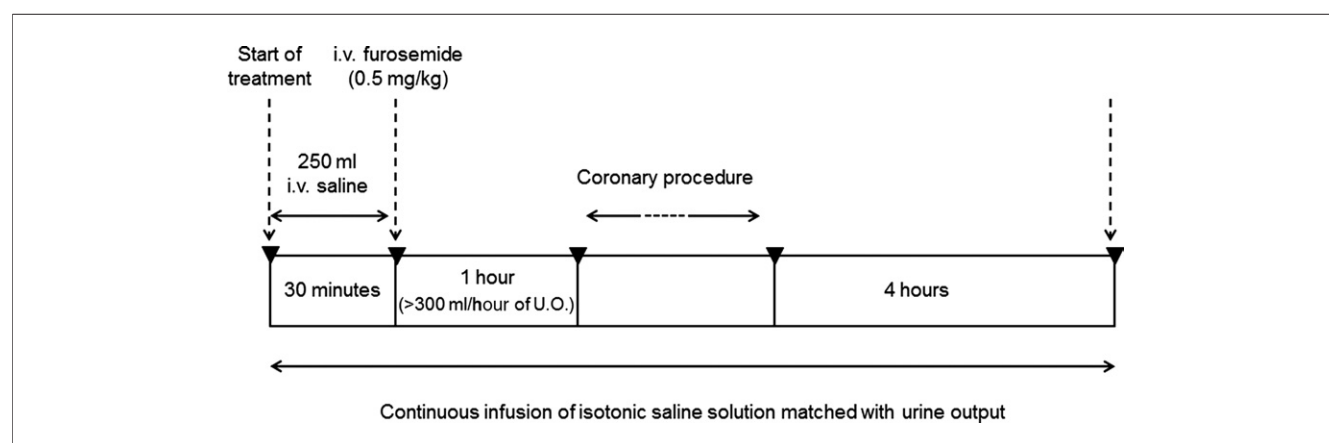 Start of
treatment
i.v. furosemide
(0.5 mg/kg)
250 ml
i.v. saline
Coronary procedure
30 minutes
1 hour
(>300 ml/hour of U.O.)
4 hours
Continuous infusion of isotonic saline solution matched with urine output